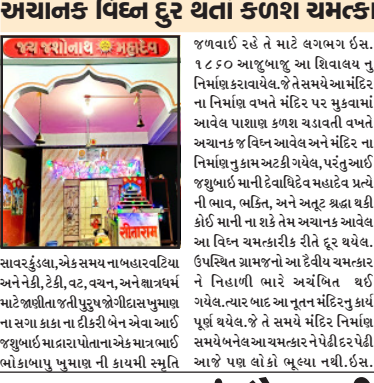 અચાનક વિઘ્ન દુર થતા કળશ ચમત્કા
જય જશોનાથ મહાદેવ
સીતારામ
સાવરકુંડલા,એક સમય ના બહારવટિયા
અને નેકી, ટેકી, વટ, વચન, અને ક્ષાત્રધર્મ
માટે જાણીતા જતી પુરુષ જોગીદાસ ખુમાણ
ના સગા કાકા ના દીકરી બેન એવા આઈ
જશુબાઇ મા દ્વારા પોતાના એક માત્ર ભાઈ
ભોકાબાપુ ખુમાણ ની કાયમી સ્મૃતિ
જળવાઈ રહે તે માટે લગભગ ઇસ.
૧૮૬૦ આજુબાજુ આ શિવાલય નુ
નિર્માણ કરાવાયેલ.જે તે સમયે આ મંદિર
ના નિર્માણ વખતે મંદિર પર મુકવામાં
આવેલ પાશાણ કળશ ચડાવતી વખતે
અચાનક જ વિઘ્ન આવેલ અને મંદિર ના
નિર્માણનુ કામ અટકી ગયેલ, પરંતુ આઈ
જશુબાઇ મા ની દેવાધિદેવ મહાદેવ પ્રત્યે
ની ભાવ, ભક્તિ, અને અતૂટ શ્રદ્ધા થકી
કોઈ માની ના શકે તેમ અચાનક આવેલ
આ વિઘ્ન ચમત્કારીક રીતે દૂર થયેલ.
ઉપસ્થિત ગ્રામજનો આ દૈવીય ચમત્કાર
ને નિહાળી ભારે અચંબિત થઈ
ગયેલ.ત્યાર બાદ આ નૂતન મંદિર નુ કાર્ય
પૂર્ણ થયેલ.જે તે સમયે મંદિર નિર્માણ
સમયે બનેલ આ ચમત્કાર ને પેઢી દર પેઢી
આજે પણ લોકો ભૂલ્યા નથી.ઇસ.